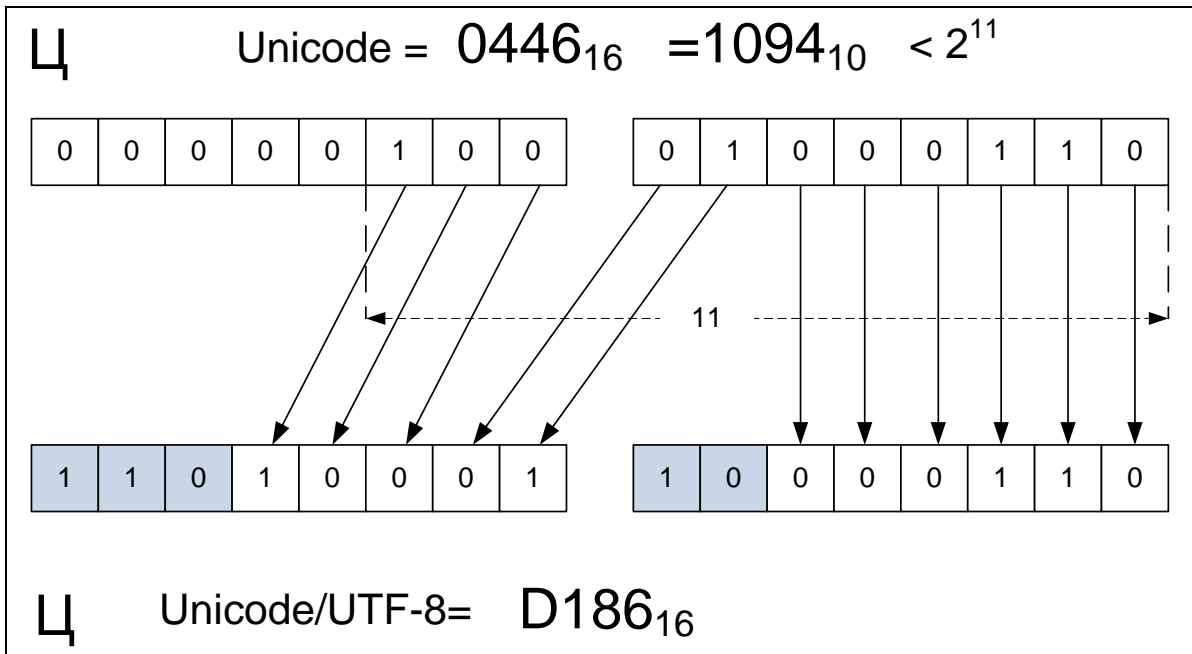 ц Unicode = 0446₁₆ =1094₁₀ < 2¹¹
0 0 0 0 0 1 0 0 0 1 0 0 0 1 1 0
11
1 1 0 1 0 0 0 1 1 0 0 0 0 1 1 0
ц Unicode/UTF-8= D186₁₆